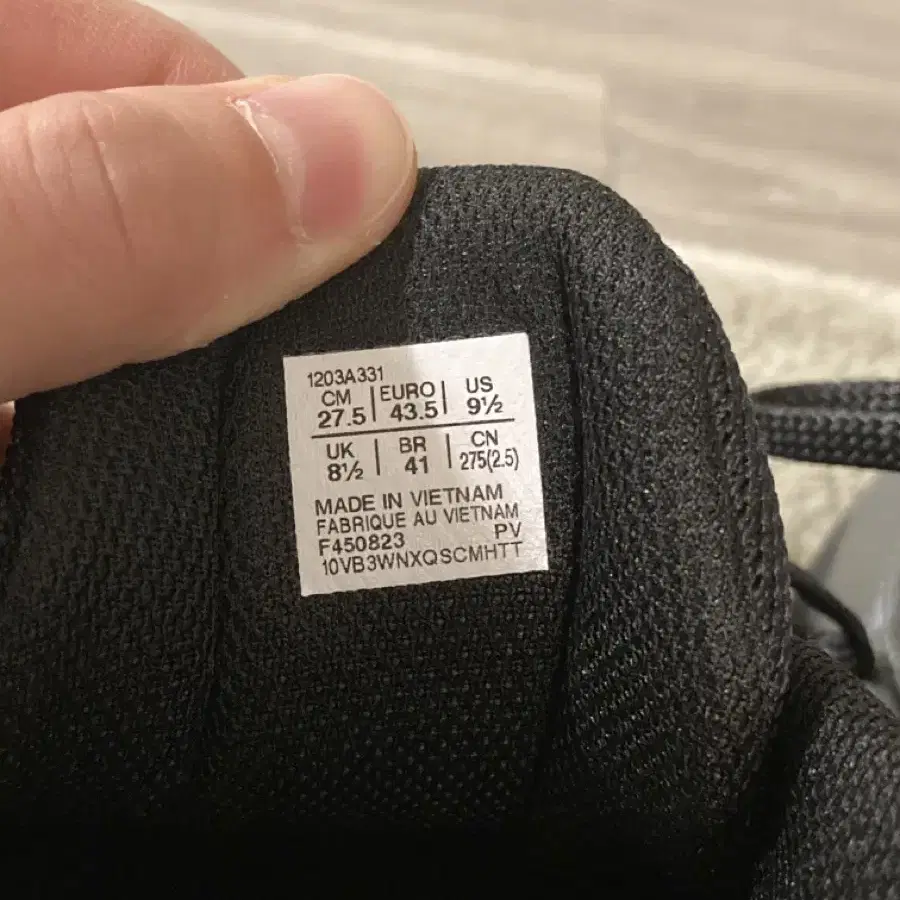 1203A331
CM | EURO | US
27.5 | 43.5 | 9½
UK | BR | CN
8½ | 41 | 275(2.5)
MADE IN VIETNAM
FABRIQUE AU VIETNAM
F450823 PV
10VB3WNXQSCMHTT